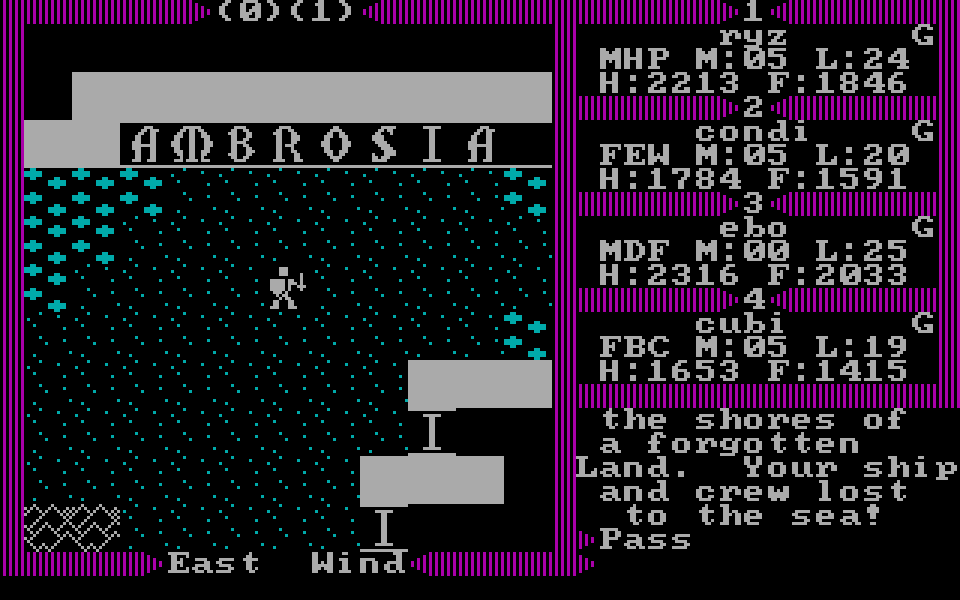 (0)(1)
AMBROSIA
I
I
East Wind
1
ryz G
MHP M:05 L:24
H:2213 F:1846
2
condi G
FEW M:05 L:20
H:1784 F:1591
3
ebo G
MDF M:00 L:25
H:2316 F:2033
4
cubi G
FBC M:05 L:19
H:1653 F:1415
the shores of
a forgotten
Land. Your ship
and crew lost
to the sea!
Pass